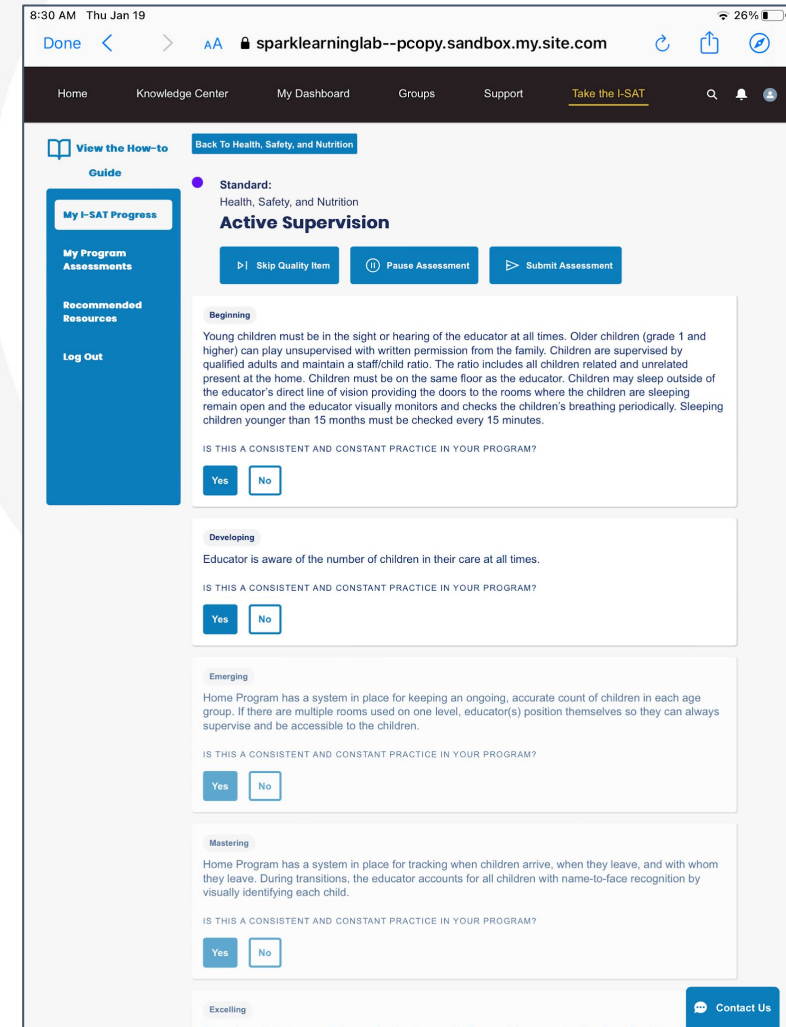 8:30 AM Thu Jan 19
26%
Done
AA sparklearninglab--pcopy.sandbox.my.site.com
Home Knowledge Center My Dashboard Groups Support Take the I-SAT
View the How-to
Guide
My I-SAT Progress
My Program
Assessments
Recommended
Resources
Log Out
Back To Health, Safety, and Nutrition
Standard:
Health, Safety, and Nutrition
Active Supervision
Skip Quality Item Pause Assessment Submit Assessment
Beginning
Young children must be in the sight or hearing of the educator at all times. Older children (grade 1 and
higher) can play unsupervised with written permission from the family. Children are supervised by
qualified adults and maintain a staff/child ratio. The ratio includes all children related and unrelated
present at the home. Children must be on the same floor as the educator. Children may sleep outside of
the educator's direct line of vision providing the doors to the rooms where the children are sleeping
remain open and the educator visually monitors and checks the children's breathing periodically. Sleeping
children younger than 15 months must be checked every 15 minutes.
IS THIS A CONSISTENT AND CONSTANT PRACTICE IN YOUR PROGRAM?
Yes No
Developing
Educator is aware of the number of children in their care at all times.
IS THIS A CONSISTENT AND CONSTANT PRACTICE IN YOUR PROGRAM?
Yes No
Emerging
Home Program has a system in place for keeping an ongoing, accurate count of children in each age
group. If there are multiple rooms used on one level, educator(s) position themselves so they can always
supervise and be accessible to the children.
IS THIS A CONSISTENT AND CONSTANT PRACTICE IN YOUR PROGRAM?
Yes No
Mastering
Home Program has a system in place for tracking when children arrive, when they leave, and with whom
they leave. During transitions, the educator accounts for all children with name-to-face recognition by
visually identifying each child.
IS THIS A CONSISTENT AND CONSTANT PRACTICE IN YOUR PROGRAM?
Yes No
Excelling
Contact Us